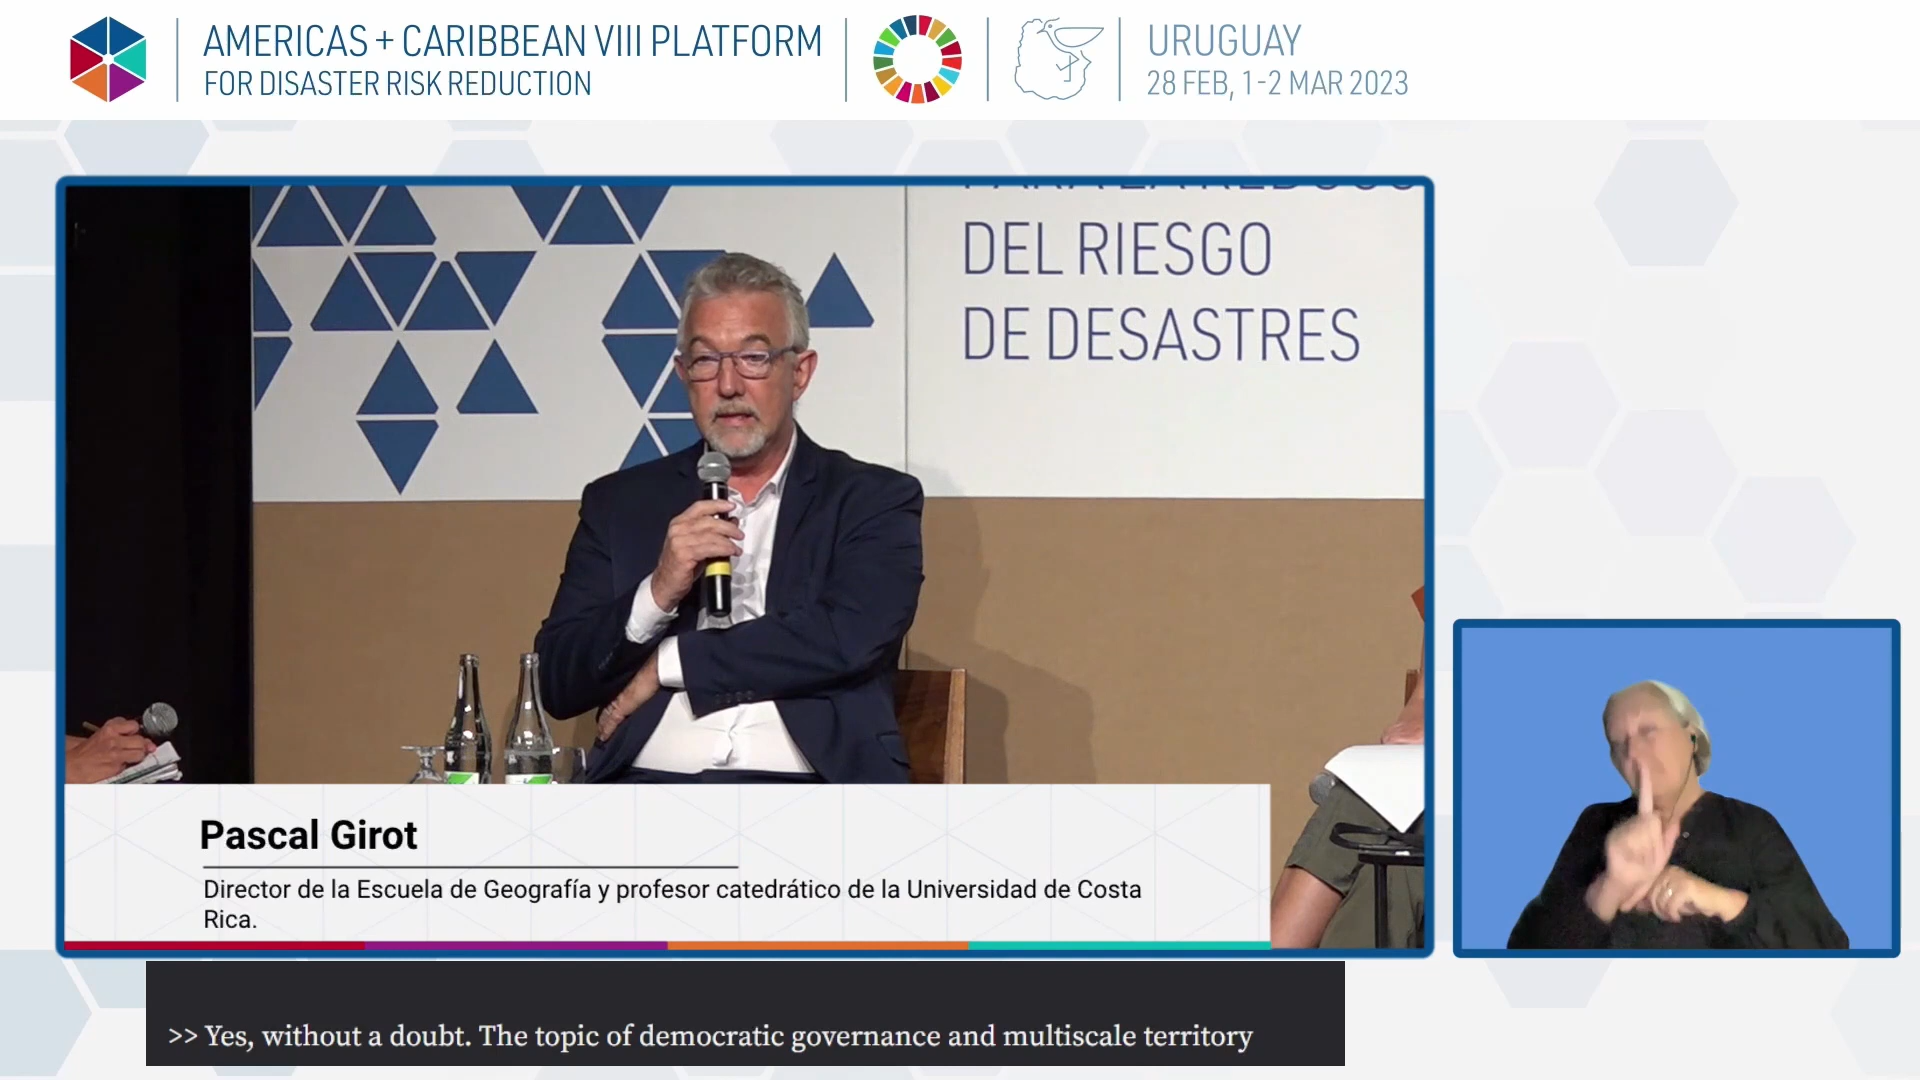 AMERICAS + CARIBBEAN VIII PLATFORM
FOR DISASTER RISK REDUCTION
URUGUAY
28 FEB, 1-2 MAR 2023
DEL RIESGO
DE DESASTRES
Pascal Girot
Director de la Escuela de Geografía y profesor catedrático de la Universidad de Costa
Rica.
>> Yes, without a doubt. The topic of democratic governance and multiscale territory